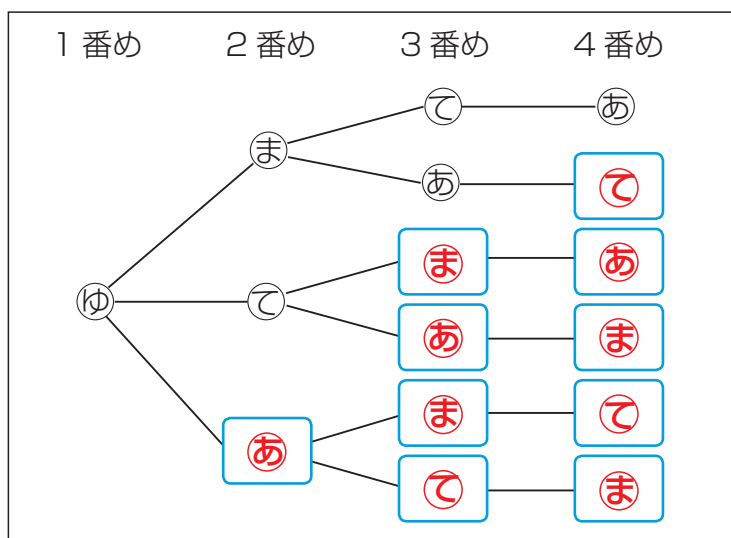 1番め 2番め 3番め 4番め
て あ
ま
あ て
ま あ
ゆ て
あ ま
ま て
あ
て ま